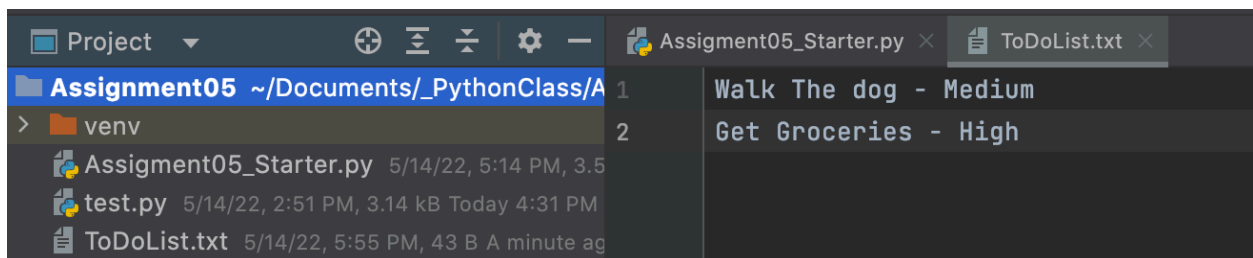 Project
Assigment05_Starter.py
ToDoList.txt
Assignment05 ~/Documents/_PythonClass/A
venv
Assigment05_Starter.py 5/14/22, 5:14 PM, 3.5
test.py 5/14/22, 2:51 PM, 3.14 kB Today 4:31 PM
ToDoList.txt 5/14/22, 5:55 PM, 43 B A minute ag
1 Walk The dog - Medium
2 Get Groceries - High